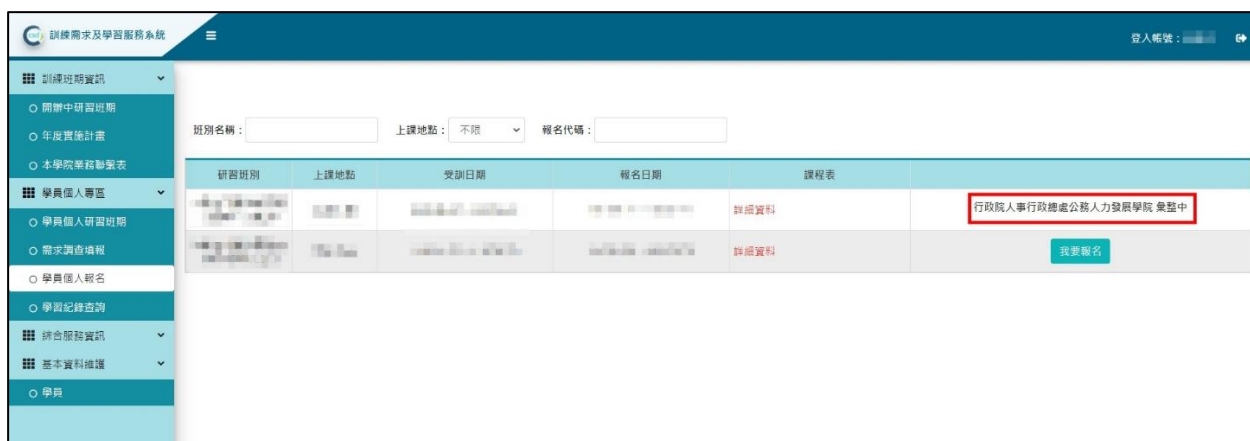 csdi 訓練需求及學習服務系統
登入帳號：
訓練班期資訊
開辦中研習班期
年度實施計畫
本學院業務聯繫表
學員個人專區
學員個人研習班期
需求調查填報
學員個人報名
學習紀錄查詢
綜合服務資訊
基本資料維護
學員
班別名稱： 上課地點： 不限 報名代碼：
研習班別 上課地點 受訓日期 報名日期 課程表
詳細資料 行政院人事行政總處公務人力發展學院 彙整中
詳細資料 我要報名